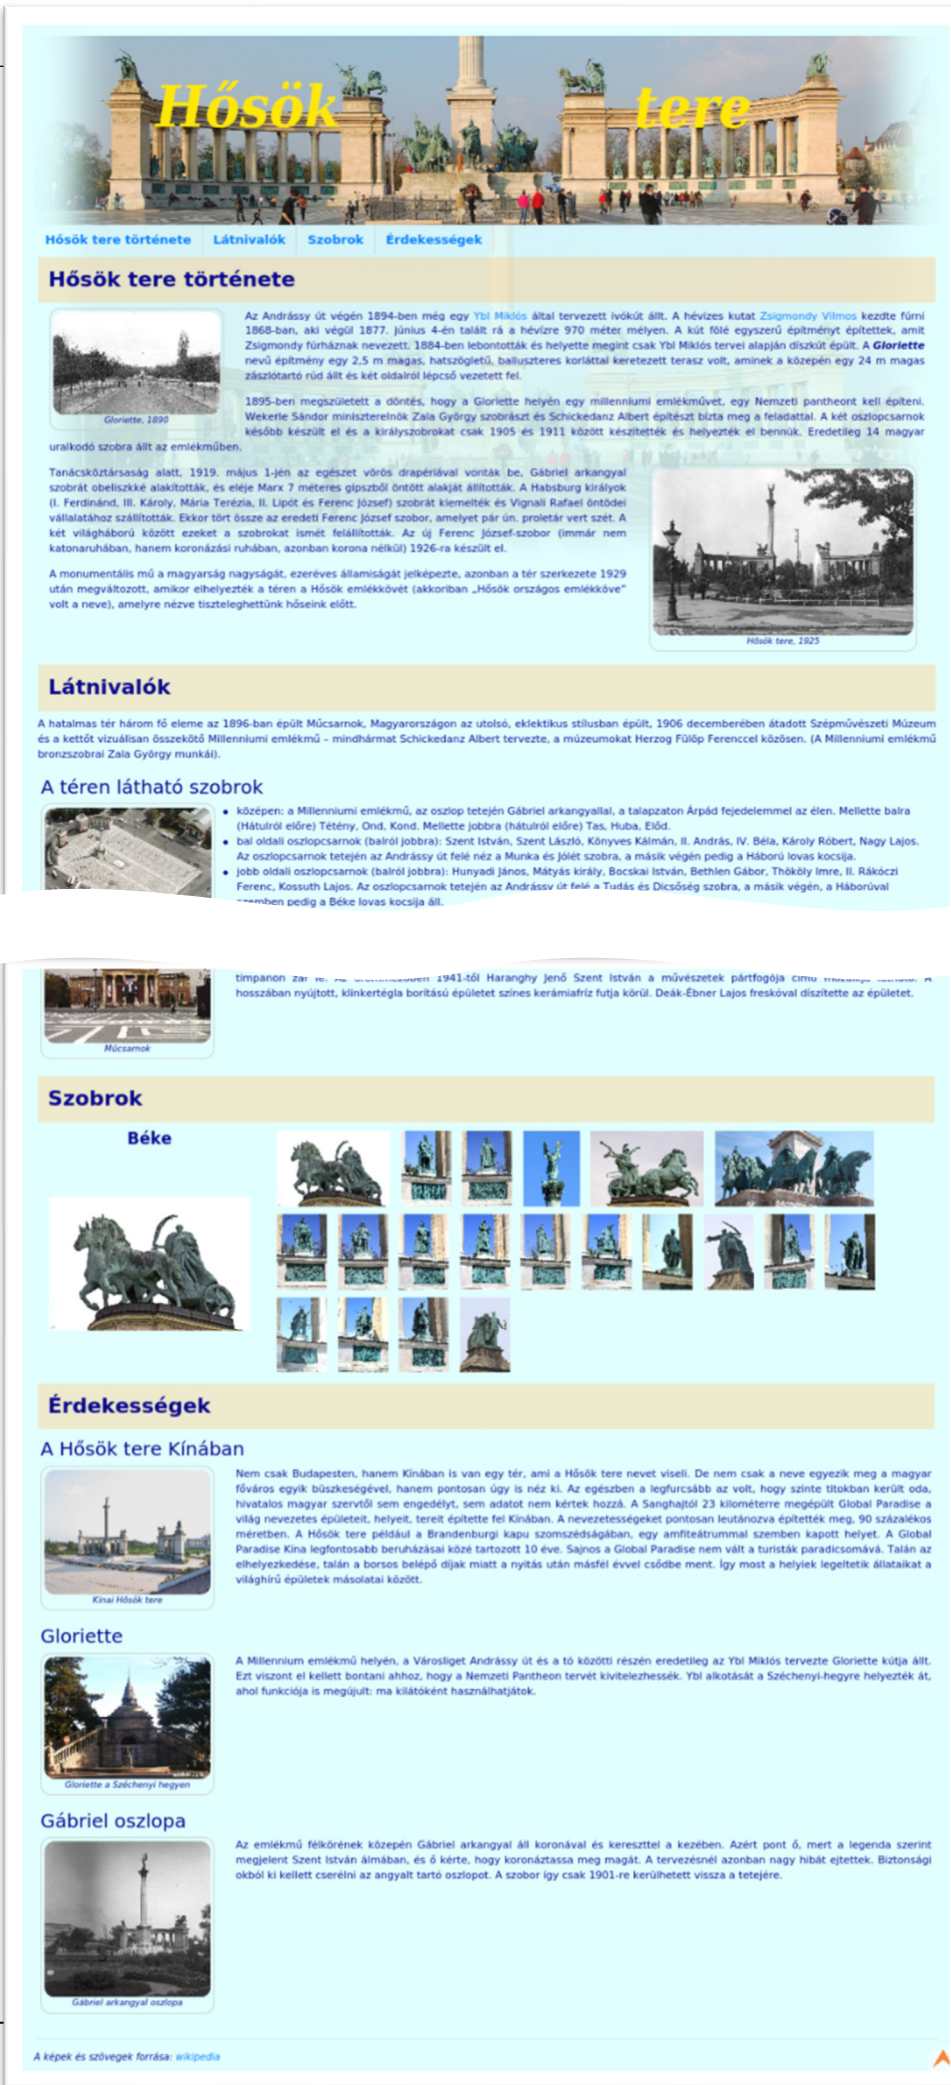 Hősök tere
Hősök tere története Látnivalók Szobrok Érdekességek
Hősök tere története
Az Andrássy út végén 1894-ben még egy Ybl Miklós által tervezett ivókút állt. A hévizes kutat Zsigmondy Vilmos kezdte fúrni
1868-ban, aki végül 1877. június 4-én talált rá a hévízre 970 méter mélyen. A kút fölé egyszerű építményt építettek, amit
Zsigmondy fúrháznak nevezett. 1884-ben lebontották és helyette megint csak Ybl Miklós tervei alapján díszkút épült. A Gloriette
nevű építmény egy 2,5 m magas, hatszögletű, balluszteres korláttal keretezett terasz volt, aminek a közepén egy 24 m magas
zászlótartó rúd állt és két oldalról lépcső vezetett fel.
Gloriette, 1890
1895-ben megszületett a döntés, hogy a Gloriette helyén egy millenniumi emlékművet, egy Nemzeti pantheont kell építeni.
Wekerle Sándor miniszterelnök Zala György szobrászt és Schickedanz Albert építészt bízta meg a feladattal. A két oszlopcsarnok
később készült el és a királyszobrokat csak 1905 és 1911 között készítették és helyezték el bennük. Eredetileg 14 magyar
uralkodó szobra állt az emlékműben.
Tanácsköztársaság alatt, 1919. május 1-jén az egészet vörös drapériával vonták be, Gábriel arkangyal
szobrát obeliszkké alakították, és eléje Marx 7 méteres gipszből öntött alakját állították. A Habsburg királyok
(I. Ferdinánd, III. Károly, Mária Terézia, II. Lipót és Ferenc József) szobrát kiemelték és Vignali Rafael öntödei
vállalatához szállították. Ekkor tört össze az eredeti Ferenc József szobor, amelyet pár ún. proletár vert szét. A
két világháború között ezeket a szobrokat ismét felállították. Az új Ferenc József-szobor (immár nem
katonaruhában, hanem koronázási ruhában, azonban korona nélkül) 1926-ra készült el.
A monumentális mű a magyarság nagyságát, ezeréves államiságát jelképezte, azonban a tér szerkezete 1929
után megváltozott, amikor elhelyezték a téren a Hősök emlékkövét (akkoriban „Hősök országos emlékköve”
volt a neve), amelyre nézve tiszteleghettünk hőseink előtt.
Hősök tere, 1925
Látnivalók
A hatalmas tér három fő eleme az 1896-ban épült Műcsarnok, Magyarországon az utolsó, eklektikus stílusban épült, 1906 decemberében átadott Szépművészeti Múzeum
és a kettőt vizuálisan összekötő Millenniumi emlékmű – mindhármat Schickedanz Albert tervezte, a múzeumokat Herzog Fülöp Ferenccel közösen. (A Millenniumi emlékmű
bronzszobrai Zala György munkái).
A téren látható szobrok
• középen: a Millenniumi emlékmű, az oszlop tetején Gábriel arkangyallal, a talapzaton Árpád fejedelemmel az élen. Mellette balra
(Hátulról előre) Tétény, Ond, Kond. Mellette jobbra (hátulról előre) Tas, Huba, Előd.
• bal oldali oszlopcsarnok (balról jobbra): Szent István, Szent László, Könyves Kálmán, II. András, IV. Béla, Károly Róbert, Nagy Lajos.
Az oszlopcsarnok tetején az Andrássy út felé néz a Munka és Jólét szobra, a másik végén pedig a Háború lovas kocsija.
• jobb oldali oszlopcsarnok (balról jobbra): Hunyadi János, Mátyás király, Bocskai István, Bethlen Gábor, Thököly Imre, II. Rákóczi
Ferenc, Kossuth Lajos. Az oszlopcsarnok tetején az Andrássy út felé a Tudás és Dicsőség szobra, a másik végén, a Háborúval
szemben pedig a Béke lovas kocsija áll.
timpanon zár 1941-től Haranghy Jenő Szent István a művészetek pártfogója
hosszában nyújtott, klinkertégla borítású épületet színes kerámiafríz futja körül. Deák-Ébner Lajos freskóval díszítette az épületet.
Műcsarnok
Szobrok
Béke
Érdekességek
A Hősök tere Kínában
Nem csak Budapesten, hanem Kínában is van egy tér, ami a Hősök tere nevet viseli. De nem csak a neve egyezik meg a magyar
főváros egyik büszkeségével, hanem pontosan úgy is néz ki. Az egészben a legfurcsább az volt, hogy szinte titokban került oda,
hivatalos magyar szervtől sem engedélyt, sem adatot nem kértek hozzá. A Sanghajtól 23 kilométerre megépült Global Paradise a
világ nevezetes épületeit, helyeit, tereit építette fel Kínában. A nevezetességeket pontosan leutánozva építették meg, 90 százalékos
méretben. A Hősök tere például a Brandenburgi kapu szomszédságában, egy amfiteátrummal szemben kapott helyet. A Global
Paradise Kína legfontosabb beruházásai közé tartozott 10 éve. Sajnos a Global Paradise nem vált a turisták paradicsomává. Talán az
elhelyezkedése, talán a borsos belépő díjak miatt a nyitás után másfél évvel csődbe ment. Így most a helyiek legeltetik állataikat a
világhírű épületek másolatai között.
Kínai Hősök tere
Gloriette
A Millennium emlékmű helyén, a Városliget Andrássy út és a tó közötti részén eredetileg az Ybl Miklós tervezte Gloriette kútja állt.
Ezt viszont el kellett bontani ahhoz, hogy a Nemzeti Pantheon tervét kivitelezhessék. Ybl alkotását a Széchenyi-hegyre helyezték át,
ahol funkciója is megújult: ma kilátóként használhatjátok.
Gloriette a Széchenyi hegyen
Gábriel oszlopa
Az emlékmű félkörének közepén Gábriel arkangyal áll koronával és kereszttel a kezében. Azért pont ő, mert a legenda szerint
megjelent Szent István álmában, és ő kérte, hogy koronáztassa meg magát. A tervezésnél azonban nagy hibát ejtettek. Biztonsági
okból ki kellett cserélni az angyalt tartó oszlopot. A szobor így csak 1901-re kerülhetett vissza a tetejére.
Gábriel arkangyal oszlopa
A képek és szövegek forrása: wikipedia